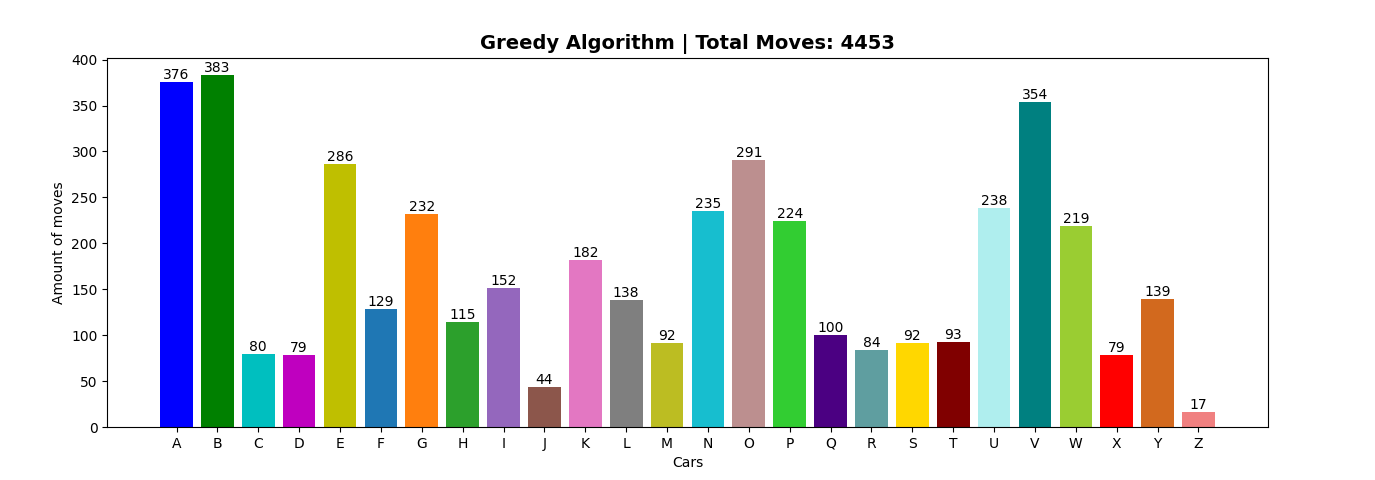 Greedy Algorithm | Total Moves: 4453
Amount of moves
400
350
300
250
200
150
100
50
0
376 383 80 79 286 129 232 115 152 44 182 138 92 235 291 224 100 84 92 93 238 354 219 79 139 17
A B C D E F G H I J K L M N O P Q R S T U V W X Y Z
Cars